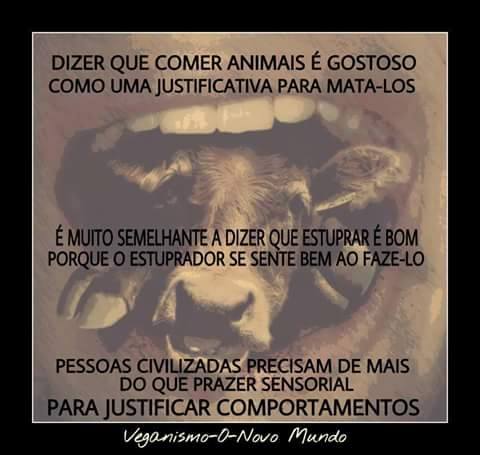 DIZER QUE COMER ANIMAIS É GOSTOSO
COMO UMA JUSTIFICATIVA PARA MATA-LOS
É MUITO SEMELHANTE A DIZER QUE ESTUPRAR É BOM
PORQUE O ESTUPRADOR SE SENTE BEM AO FAZE-LO
PESSOAS CIVILIZADAS PRECISAM DE MAIS
DO QUE PRAZER SENSORIAL
PARA JUSTIFICAR COMPORTAMENTOS
Veganismo-O-Novo Mundo